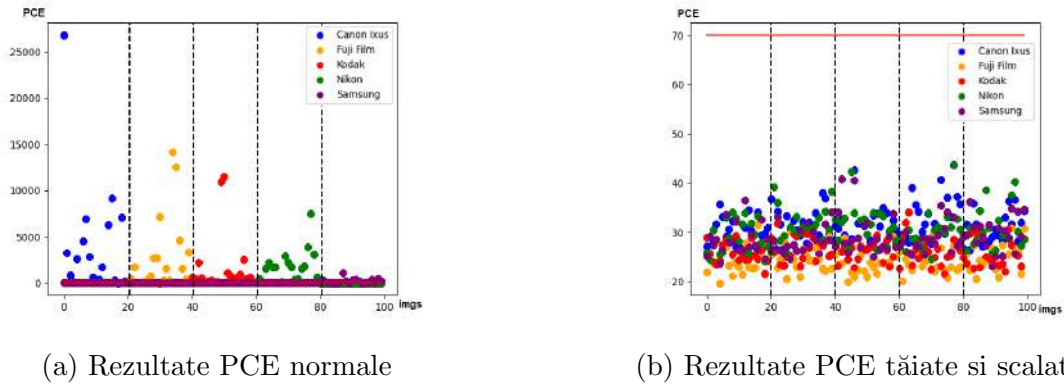 PCE
25000
20000
15000
10000
5000
0
0 20 40 60 80 100 imgs
Canon Ixus
Fuji Film
Kodak
Nikon
Samsung
(a) Rezultate PCE normale
PCE
70
60
50
40
30
20
0 20 40 60 80 100 imgs
Canon Ixus
Fuji Film
Kodak
Nikon
Samsung
(b) Rezultate PCE tăiate si scalat